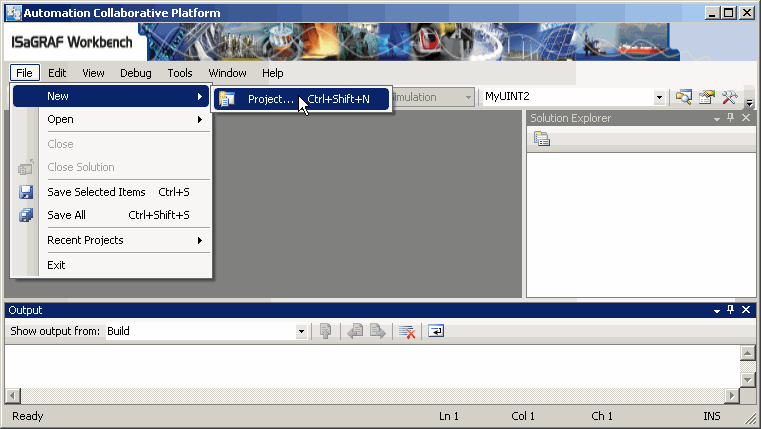 Automation Collaborative Platform
ISaGRAF Workbench
File Edit View Debug Tools Window Help
New Project... Ctrl+Shift+N imulation MyUINT2
Open Solution Explorer
Close
Close Solution
Save Selected Items Ctrl+S
Save All Ctrl+Shift+S
Recent Projects
Exit
Output
Show output from: Build
Ready Ln 1 Col 1 Ch 1 INS